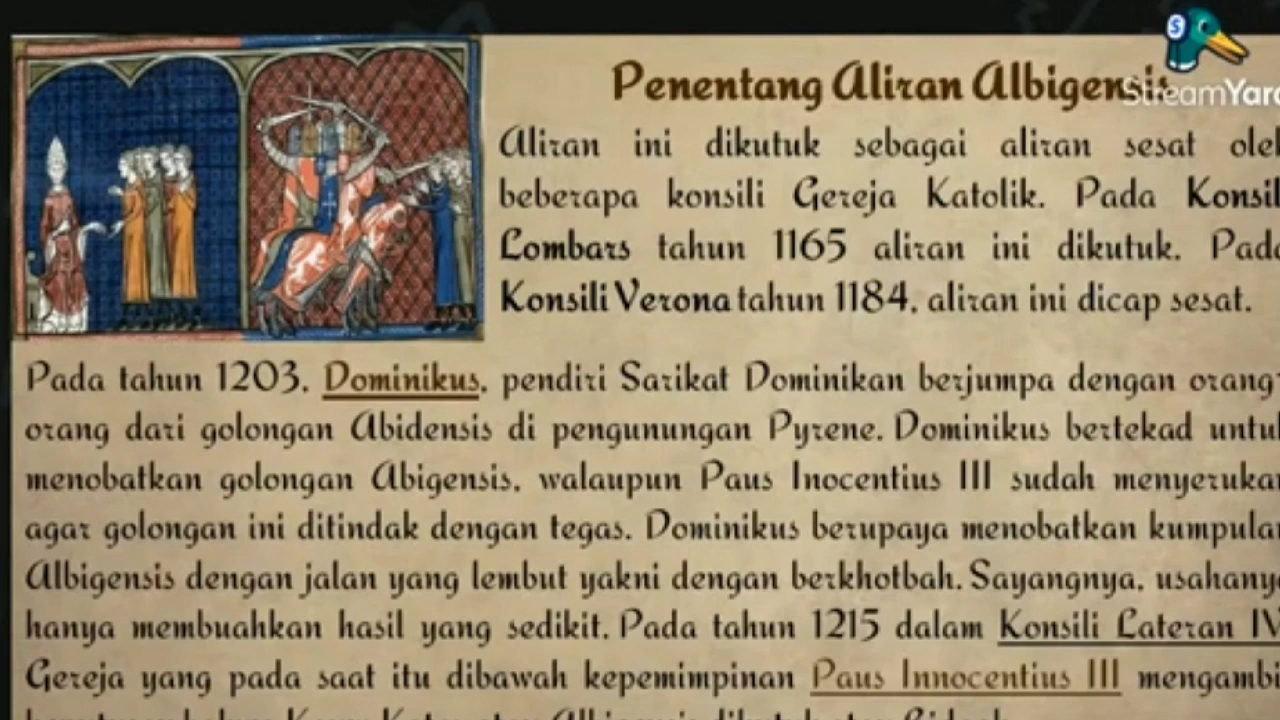 Penentang Aliran Albigensis
StreamYard
Aliran ini dikutuk sebagai aliran sesat oleh
beberapa konsili Gereja Katolik. Pada Konsili
Lombars tahun 1165 aliran ini dikutuk. Pada
Konsili Verona tahun 1184, aliran ini dicap sesat.
Pada tahun 1203, Dominikus, pendiri Sarikat Dominikan berjumpa dengan orang-
orang dari golongan Abidensis di pengunungan Pyrene. Dominikus bertekad untuk
menobatkan golongan Abigensis, walaupun Paus Inocentius III sudah menyerukan
agar golongan ini ditindak dengan tegas. Dominikus berupaya menobatkan kumpulan
Albigensis dengan jalan yang lembut yakni dengan berkhotbah. Sayangnya, usahanya
hanya membuahkan hasil yang sedikit. Pada tahun 1215 dalam Konsili Lateran IV
Gereja yang pada saat itu dibawah kepemimpinan Paus Innocentius III mengambil